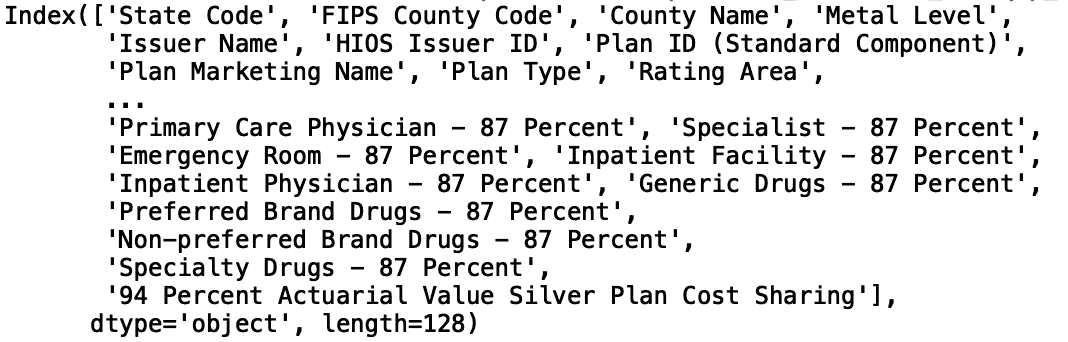 Index(['State Code', 'FIPS County Code', 'County Name', 'Metal Level',
'Issuer Name', 'HIOS Issuer ID', 'Plan ID (Standard Component)',
'Plan Marketing Name', 'Plan Type', 'Rating Area',
...
'Primary Care Physician – 87 Percent', 'Specialist – 87 Percent',
'Emergency Room – 87 Percent', 'Inpatient Facility – 87 Percent',
'Inpatient Physician – 87 Percent', 'Generic Drugs – 87 Percent',
'Preferred Brand Drugs – 87 Percent',
'Non-preferred Brand Drugs – 87 Percent',
'Specialty Drugs – 87 Percent',
'94 Percent Actuarial Value Silver Plan Cost Sharing'],
dtype='object', length=128)